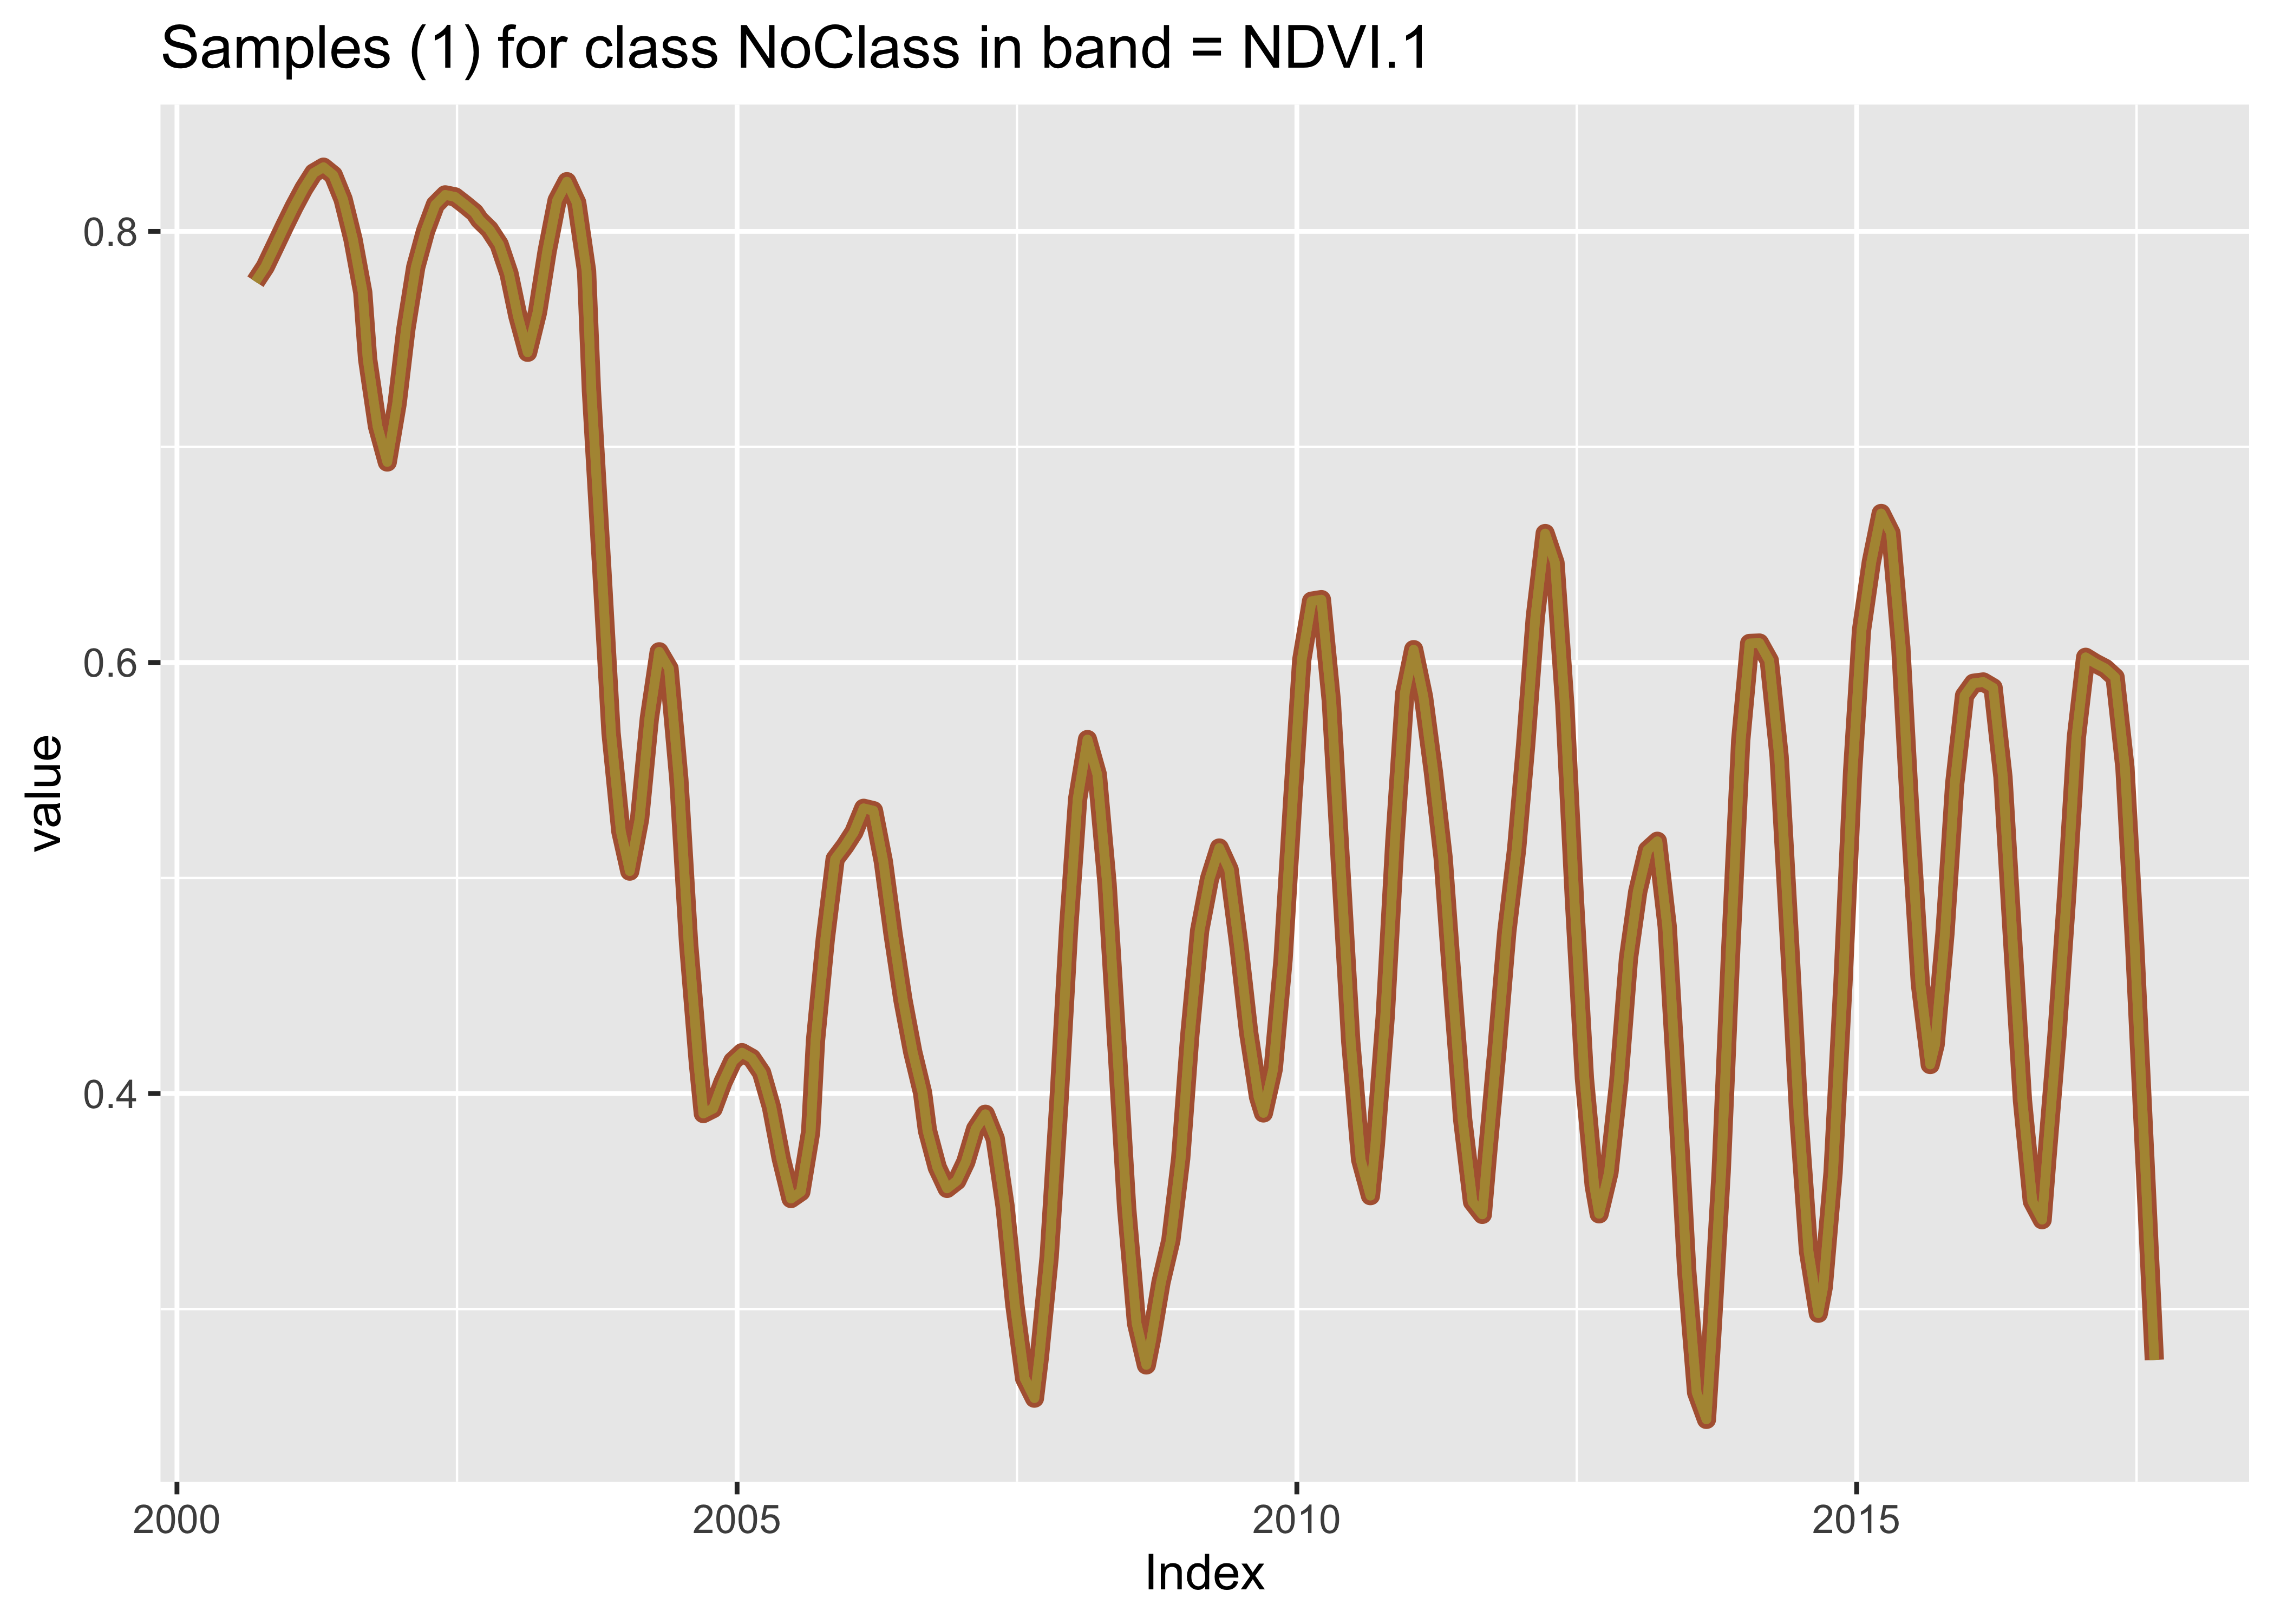 Samples (1) for class NoClass in band = NDVI.1
0.8
0.6
0.4
value
2000 2005 2010 2015
Index